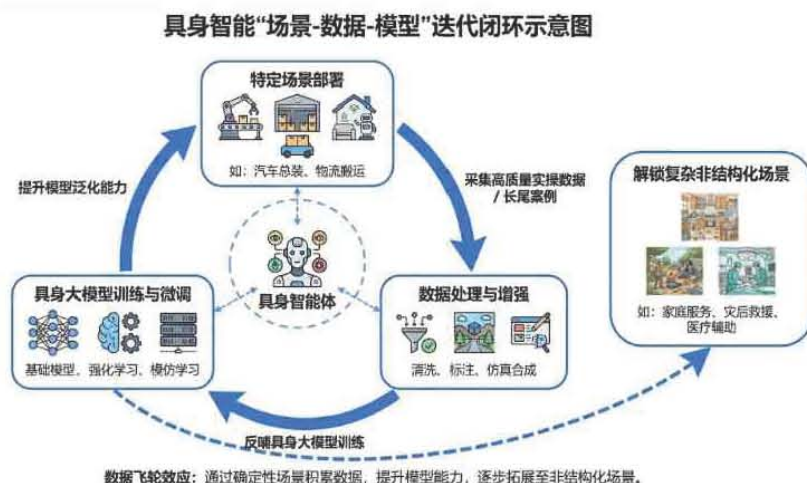 具身智能“场景-数据-模型”迭代闭环示意图
特定场景部署
如：汽车总装、物流搬运
提升模型泛化能力
采集高质量实操数据
/ 长尾案例
解锁复杂非结构化场景
如：家庭服务、灾后救援、
医疗辅助
具身智能体
具身大模型训练与微调
基础模型、强化学习、模仿学习
数据处理与增强
清洗、标注、仿真合成
反哺具身大模型训练
数据飞轮效应：通过确定性场景积累数据，提升模型能力，逐步拓展至非结构化场景。